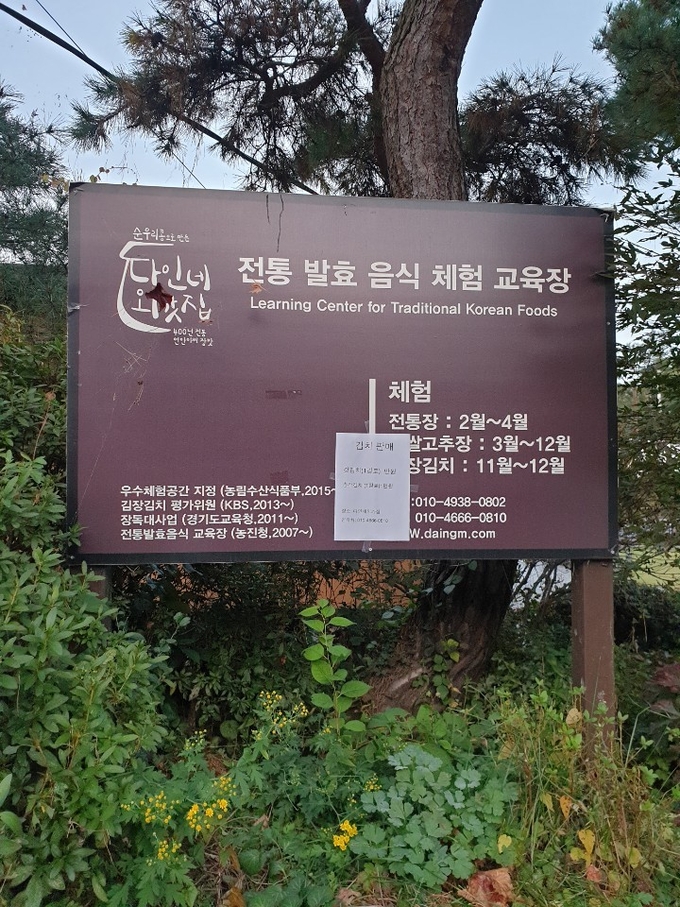 순우리콩으로 만든
다인네
외갓집
400년 전통
전통 발효 음식 체험 교육장
Learning Center for Traditional Korean Foods
체험
전통장 : 2월~4월
쌀고추장 : 3월~12월
장김치 : 11월~12월
김치 판매
우수체험공간 지정 (농림수산식품부.2015~
김장김치 평가위원 (KBS.2013~)
장독대사업 (경기도교육청.2011~)
전통발효음식 교육장 (농진청.2007~)
:010-4938-0802
010-4666-0810
w.daingm.com